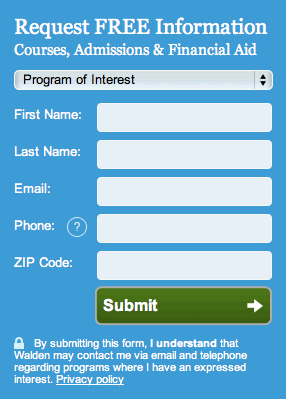 Request FREE Information
Courses, Admissions & Financial Aid
Program of Interest
First Name:
Last Name:
Email:
Phone: ?
ZIP Code:
Submit
By submitting this form, I understand that
Walden may contact me via email and telephone
regarding programs where I have an expressed
interest. Privacy policy